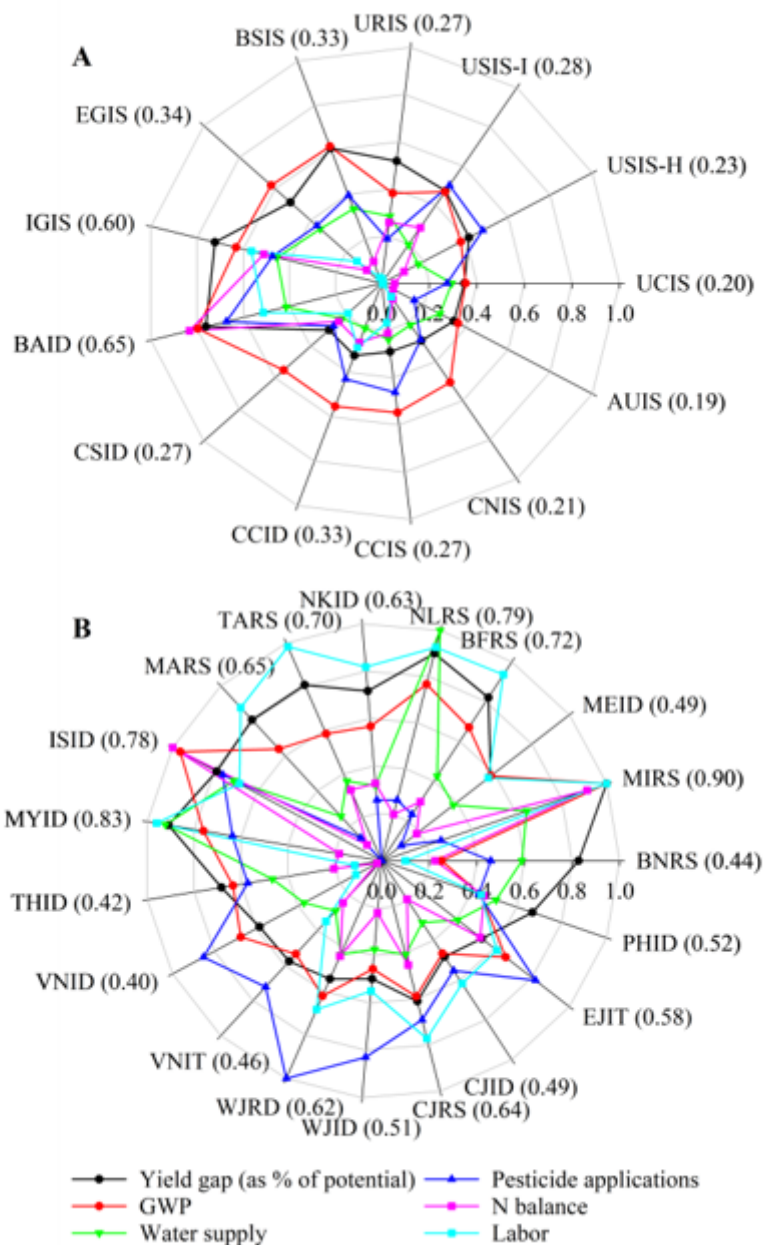 A
URIS (0.27)
BSIS (0.33)
USIS-I (0.28)
EGIS (0.34)
USIS-H (0.23)
IGIS (0.60)
UCIS (0.20)
0.0 0.2 0.4 0.6 0.8 1.0
BAID (0.65)
AUIS (0.19)
CSID (0.27)
CNIS (0.21)
CCID (0.33)
CCIS (0.27)
B
NKID (0.63)
NLRS (0.79)
TARS (0.70)
BFRS (0.72)
MARS (0.65)
MEID (0.49)
ISID (0.78)
MIRS (0.90)
MYID (0.83)
BNRS (0.44)
0.0 0.2 0.4 0.6 0.8 1.0
THID (0.42)
PHID (0.52)
VNID (0.40)
EJIT (0.58)
VNIT (0.46)
CJID (0.49)
WJRD (0.62)
CJRS (0.64)
WJID (0.51)
Yield gap (as % of potential)
Pesticide applications
GWP
N balance
Water supply
Labor